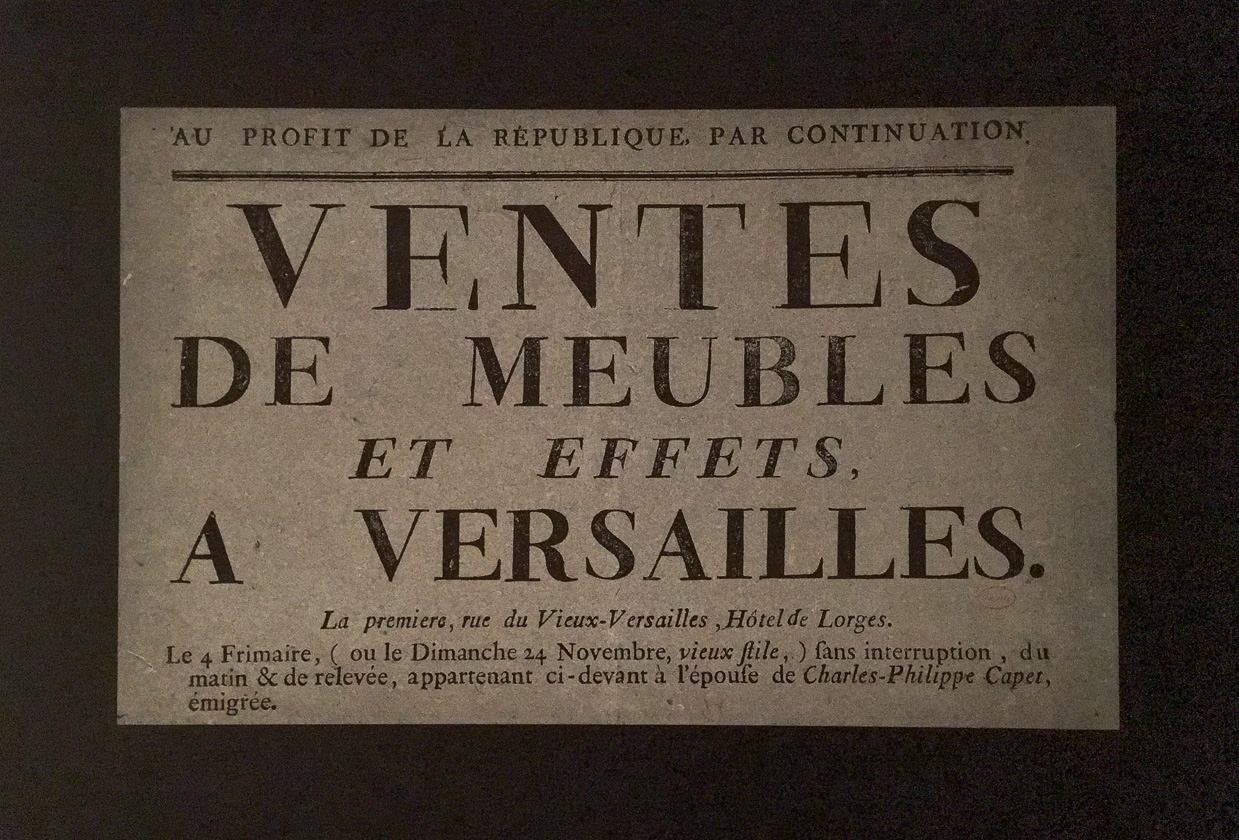 AU PROFIT DE LA RÉPUBLIQUE, PAR CONTINUATION.
VENTES
DE MEUBLES
ET EFFETS,
A VERSAILLES.
La premiere, rue du Vieux-Versailles, Hôtel de Lorges.
Le 4 Frimaire, ( ou le Dimanche 24 Novembre, vieux ſtile, ) ſans interruption , du
matin & de relevée, appartenant ci-devant à l'épouſe de Charles-Philippe Capet,
émigrée.